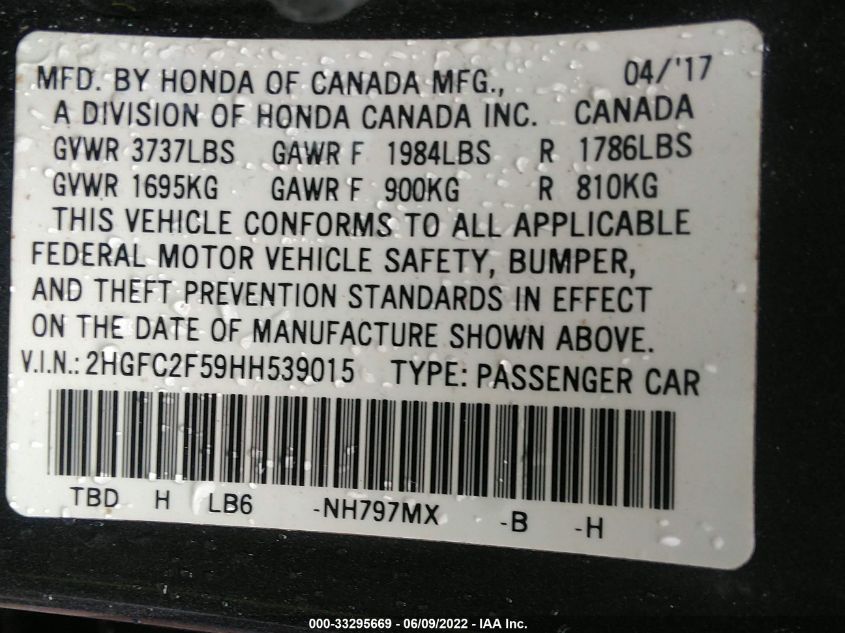 MFD. BY HONDA OF CANADA MFG., 04/'17
A DIVISION OF HONDA CANADA INC. CANADA
GVWR 3737LBS GAWR F 1984LBS R 1786LBS
GVWR 1695KG GAWR F 900KG R 810KG
THIS VEHICLE CONFORMS TO ALL APPLICABLE
FEDERAL MOTOR VEHICLE SAFETY, BUMPER,
AND THEFT PREVENTION STANDARDS IN EFFECT
ON THE DATE OF MANUFACTURE SHOWN ABOVE.
V.I.N.: 2HGFC2F59HH539015 TYPE: PASSENGER CAR
TBD H LB6 -NH797MX -B -H
000-33295669 - 06/09/2022 - IAA Inc.